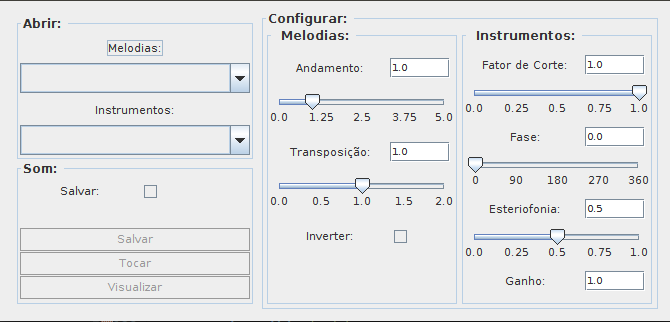 Abrir:
Melodias:
Instrumentos:
Som:
Salvar:
Salvar
Tocar
Visualizar
Configurar:
Melodias:
Andamento: 1.0
0.0 1.25 2.5 3.75 5.0
Transposição: 1.0
0.0 0.5 1.0 1.5 2.0
Inverter:
Instrumentos:
Fator de Corte: 1.0
0.0 0.25 0.5 0.75 1.0
Fase: 0.0
0 90 180 270 360
Esteriofonia: 0.5
0.0 0.25 0.5 0.75 1.0
Ganho: 1.0